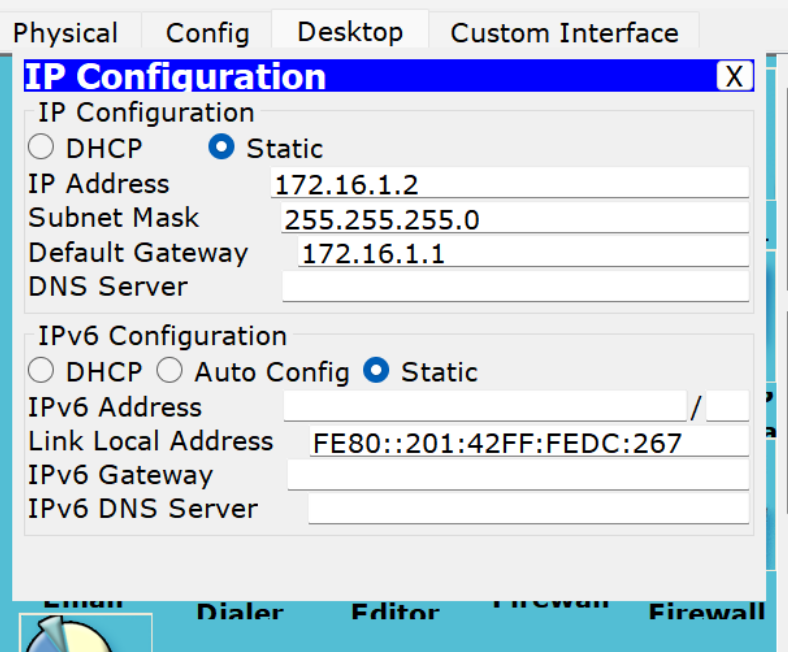 Physical Config Desktop Custom Interface
IP Configuration X
IP Configuration
DHCP Static
IP Address 172.16.1.2
Subnet Mask 255.255.255.0
Default Gateway 172.16.1.1
DNS Server
IPv6 Configuration
DHCP Auto Config Static
IPv6 Address /
Link Local Address FE80::201:42FF:FEDC:267
IPv6 Gateway
IPv6 DNS Server
Email Dialer Editor Firewall Firewall